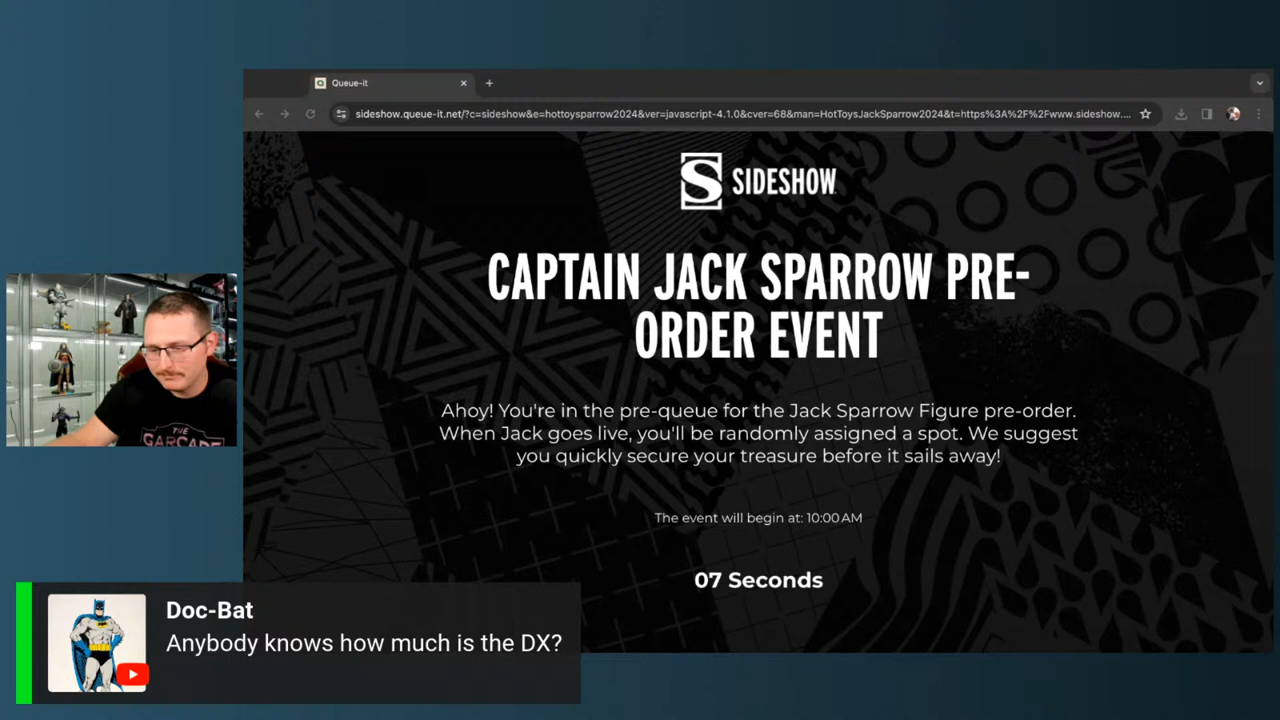 Queue-it
sideshow.queue-it.net/?c=sideshow&e=hottoysparrow2024&ver=javascript-4.1.0&cver=68&man=HotToysJackSparrow2024&t=https%3A%2F%2Fwww.sideshow....
S SIDESHOW
CAPTAIN JACK SPARROW PRE-
ORDER EVENT
Ahoy! You're in the pre-queue for the Jack Sparrow Figure pre-order.
When Jack goes live, you'll be randomly assigned a spot. We suggest
you quickly secure your treasure before it sails away!
The event will begin at: 10:00 AM
07 Seconds
THE
GARCADE
Doc-Bat
Anybody knows how much is the DX?